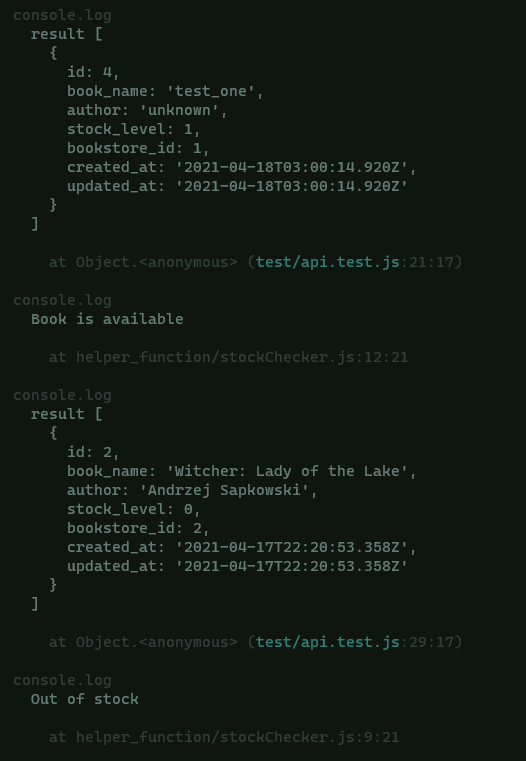 console.log
result [
{
id: 4,
book_name: 'test_one',
author: 'unknown',
stock_level: 1,
bookstore_id: 1,
created_at: '2021-04-18T03:00:14.920Z',
updated_at: '2021-04-18T03:00:14.920Z'
}
]
at Object.<anonymous> (test/api.test.js:21:17)
console.log
Book is available
at helper_function/stockChecker.js:12:21
console.log
result [
{
id: 2,
book_name: 'Witcher: Lady of the Lake',
author: 'Andrzej Sapkowski',
stock_level: 0,
bookstore_id: 2,
created_at: '2021-04-17T22:20:53.358Z',
updated_at: '2021-04-17T22:20:53.358Z'
}
]
at Object.<anonymous> (test/api.test.js:29:17)
console.log
Out of stock
at helper_function/stockChecker.js:9:21